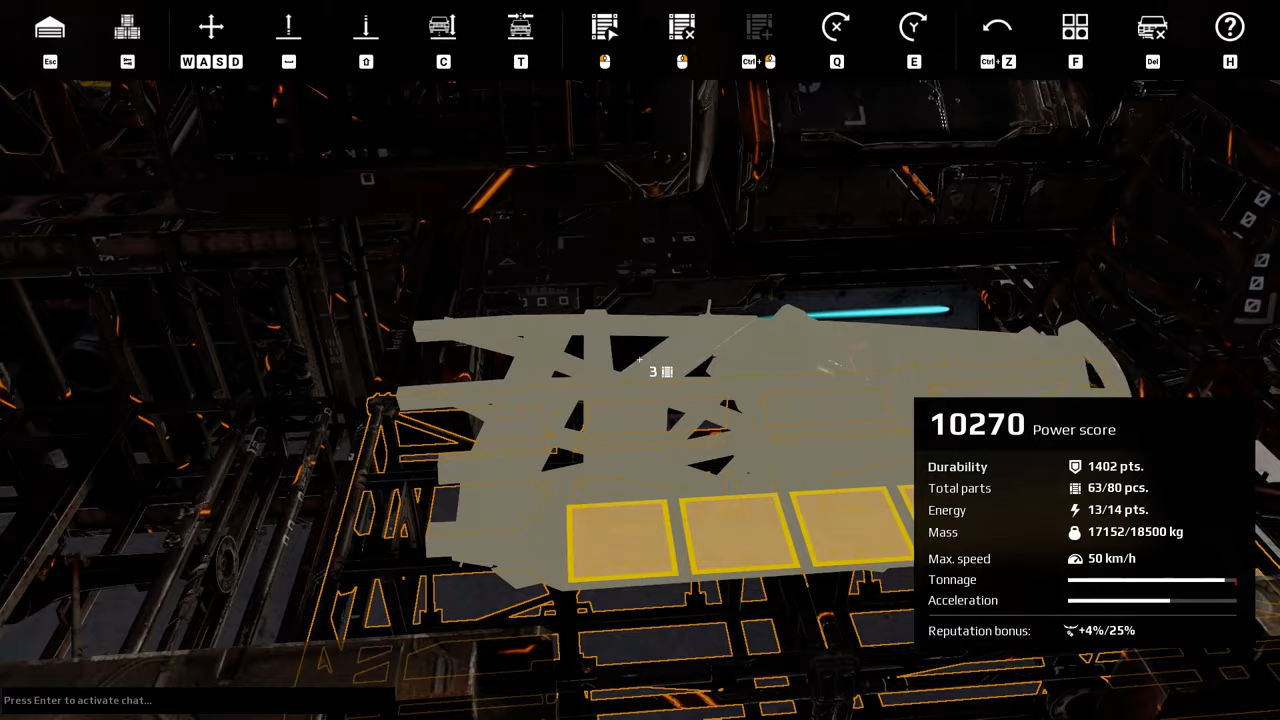 Esc
W A S D
C
T
Ctrl +
X
Q
Y
E
Ctrl + Z
F
Del
?
H
3
10270 Power score
Durability 1402 pts.
Total parts 63/80 pcs.
Energy 13/14 pts.
Mass 17152/18500 kg
Max. speed 50 km/h
Tonnage
Acceleration
Reputation bonus: +4%/25%
Press Enter to activate chat...